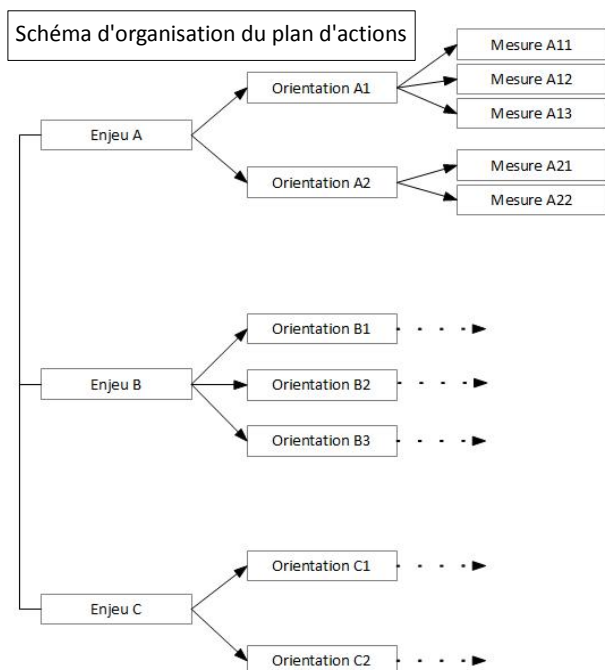 Schéma d'organisation du plan d'actions
Mesure A11
Mesure A12
Mesure A13
Orientation A1
Enjeu A
Orientation A2
Mesure A21
Mesure A22
Orientation B1
Enjeu B
Orientation B2
Orientation B3
Orientation C1
Enjeu C
Orientation C2